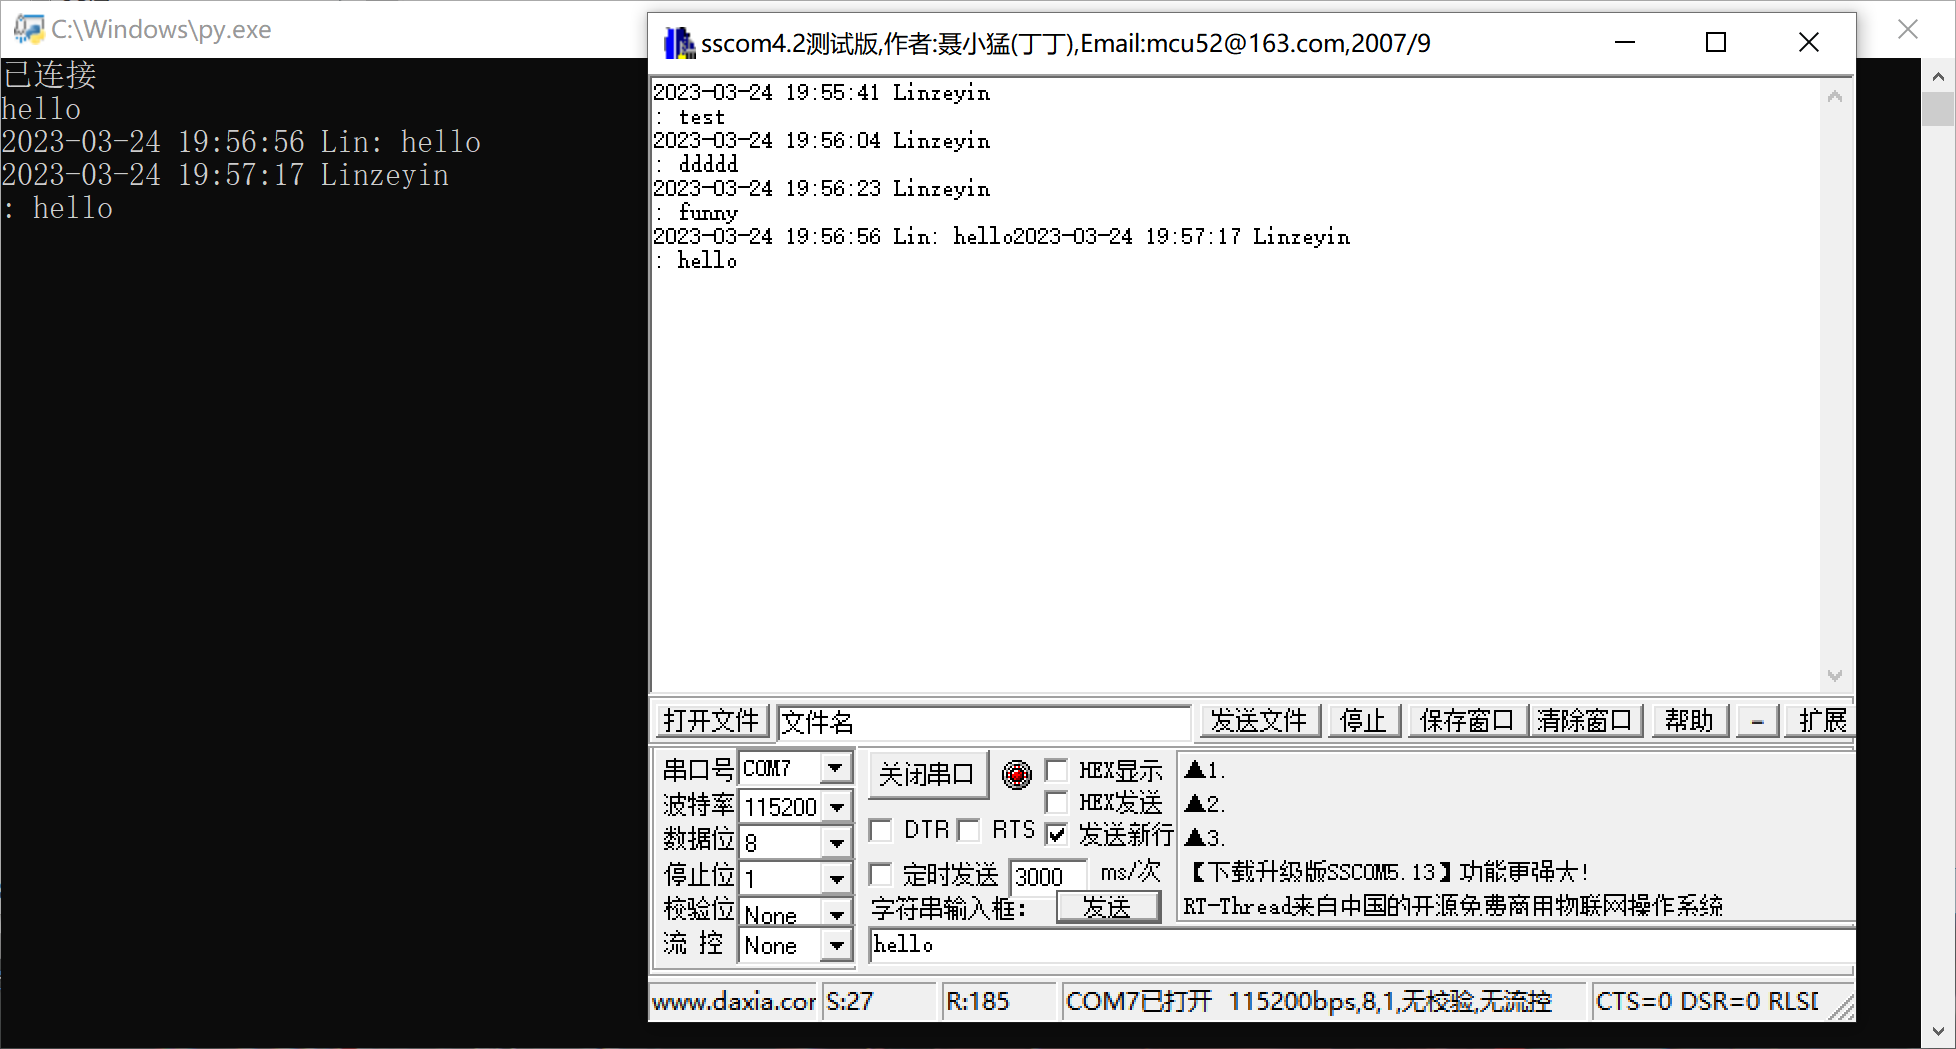 C:\Windows\py.exe
已连接
hello
2023-03-24 19:56:56 Lin: hello
2023-03-24 19:57:17 Linzeyin
: hello
sscom4.2测试版,作者:聂小猛(丁丁),Email:mcu52@163.com,2007/9
2023-03-24 19:55:41 Linzeyin
: test
2023-03-24 19:56:04 Linzeyin
: ddddd
2023-03-24 19:56:23 Linzeyin
: funny
2023-03-24 19:56:56 Lin: hello2023-03-24 19:57:17 Linzeyin
: hello
打开文件 文件名 发送文件 停止 保存窗口 清除窗口 帮助 - 扩展
串口号 COM7
波特率 115200
数据位 8
停止位 1
校验位 None
流 控 None
关闭串口
HEX显示
HEX发送
DTR RTS 发送新行
定时发送 3000 ms/次
字符串输入框: 发送
hello
▲1.
▲2.
▲3.
【下载升级版SSCOM5.13】功能更强大!
RT-Thread来自中国的开源免费商用物联网操作系统
www.daxia.cor S:27 R:185 COM7已打开 115200bps,8,1,无校验,无流控 CTS=0 DSR=0 RLSD